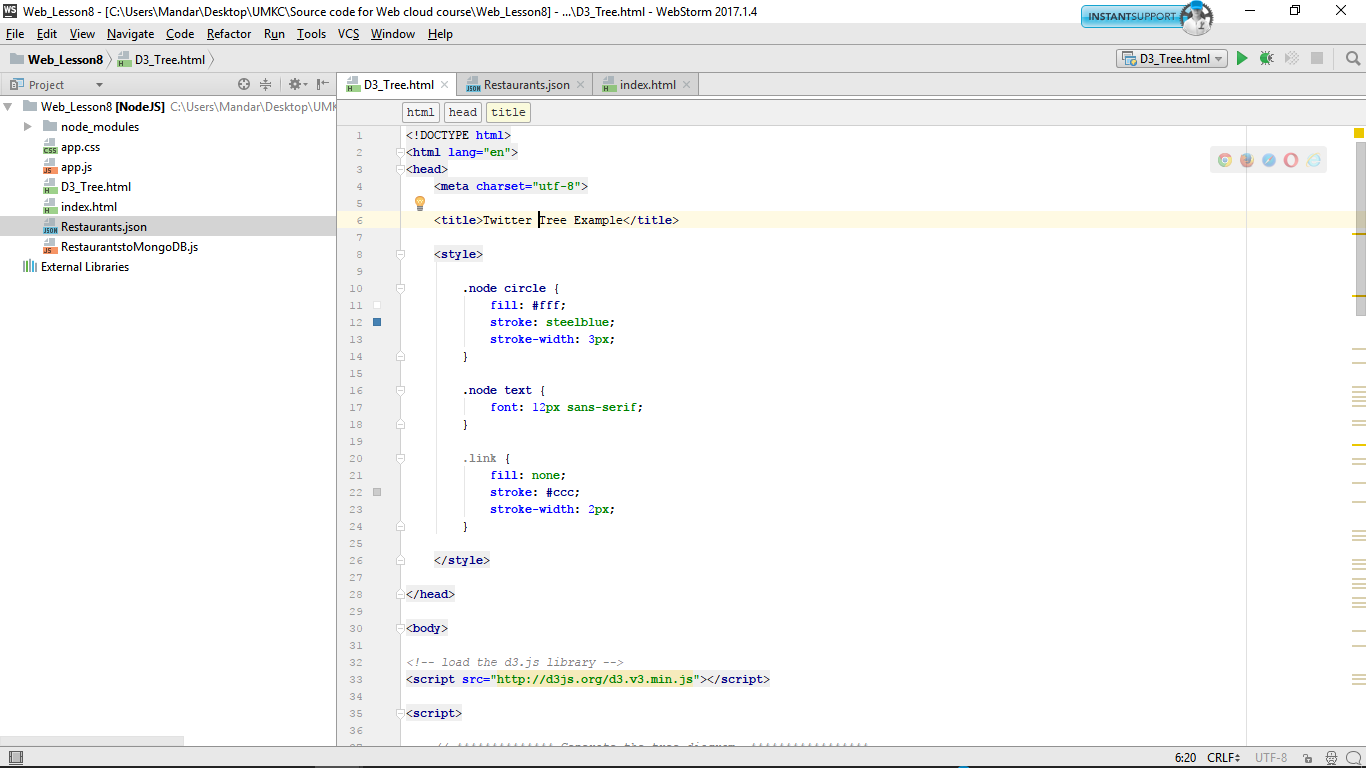 WS Web_Lesson8 - [C:\Users\Mandar\Desktop\UMKC\Source code for Web cloud course\Web_Lesson8] - ...\D3_Tree.html - WebStorm 2017.1.4
INSTANTSUPPORT
File Edit View Navigate Code Refactor Run Tools VCS Window Help
Web_Lesson8 D3_Tree.html
D3_Tree.html
Project
D3_Tree.html Restaurants.json index.html
Web_Lesson8 [NodeJS] C:\Users\Mandar\Desktop\UMK
node_modules
app.css
app.js
D3_Tree.html
index.html
Restaurants.json
RestaurantstoMongoDB.js
External Libraries
html head title
1 <!DOCTYPE html>
2 <html lang="en">
3 <head>
4 <meta charset="utf-8">
5
6 <title>Twitter Tree Example</title>
7
8 <style>
9
10 .node circle {
11 fill: #fff;
12 stroke: steelblue;
13 stroke-width: 3px;
14 }
15
16 .node text {
17 font: 12px sans-serif;
18 }
19
20 .link {
21 fill: none;
22 stroke: #ccc;
23 stroke-width: 2px;
24 }
25
26 </style>
27
28 </head>
29
30 <body>
31
32 <!-- load the d3.js library -->
33 <script src="http://d3js.org/d3.v3.min.js"></script>
34
35 <script>
36
6:20 CRLF UTF-8